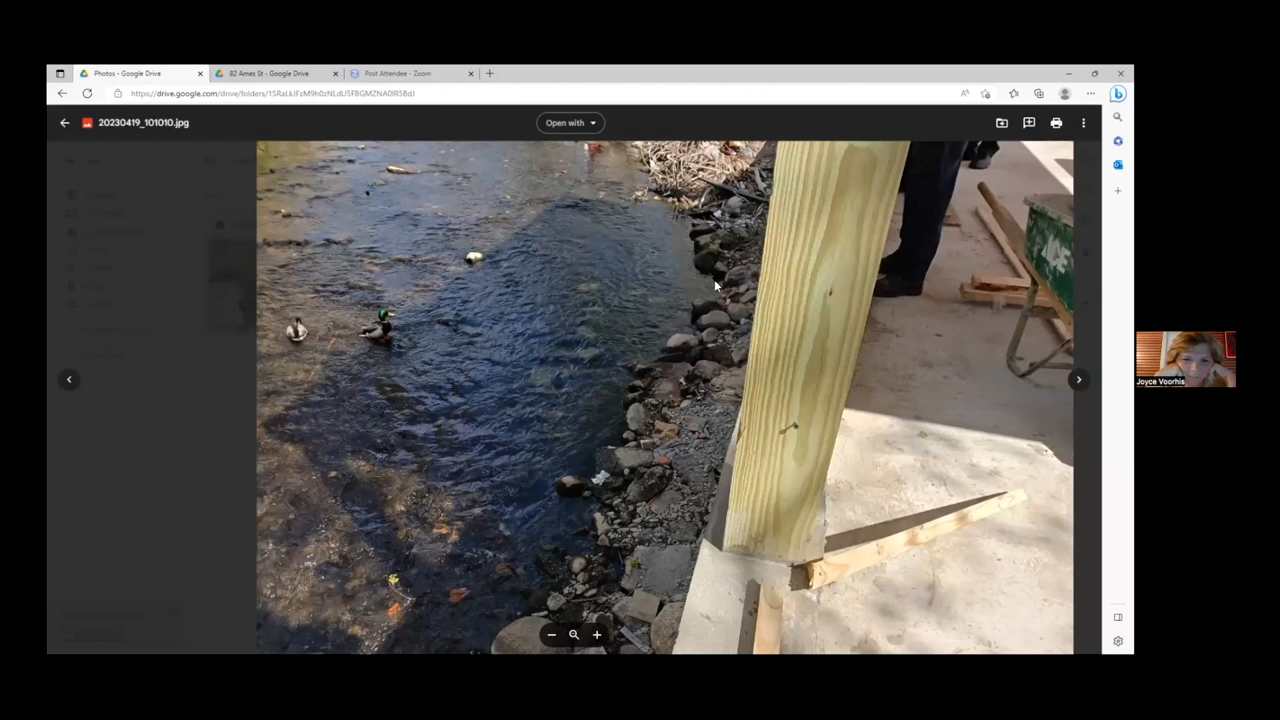 Photos - Google Drive
82 Ames St - Google Drive
Post Attendee - Zoom
20230419_101010.jpg
Open with
Joyce Voorhis